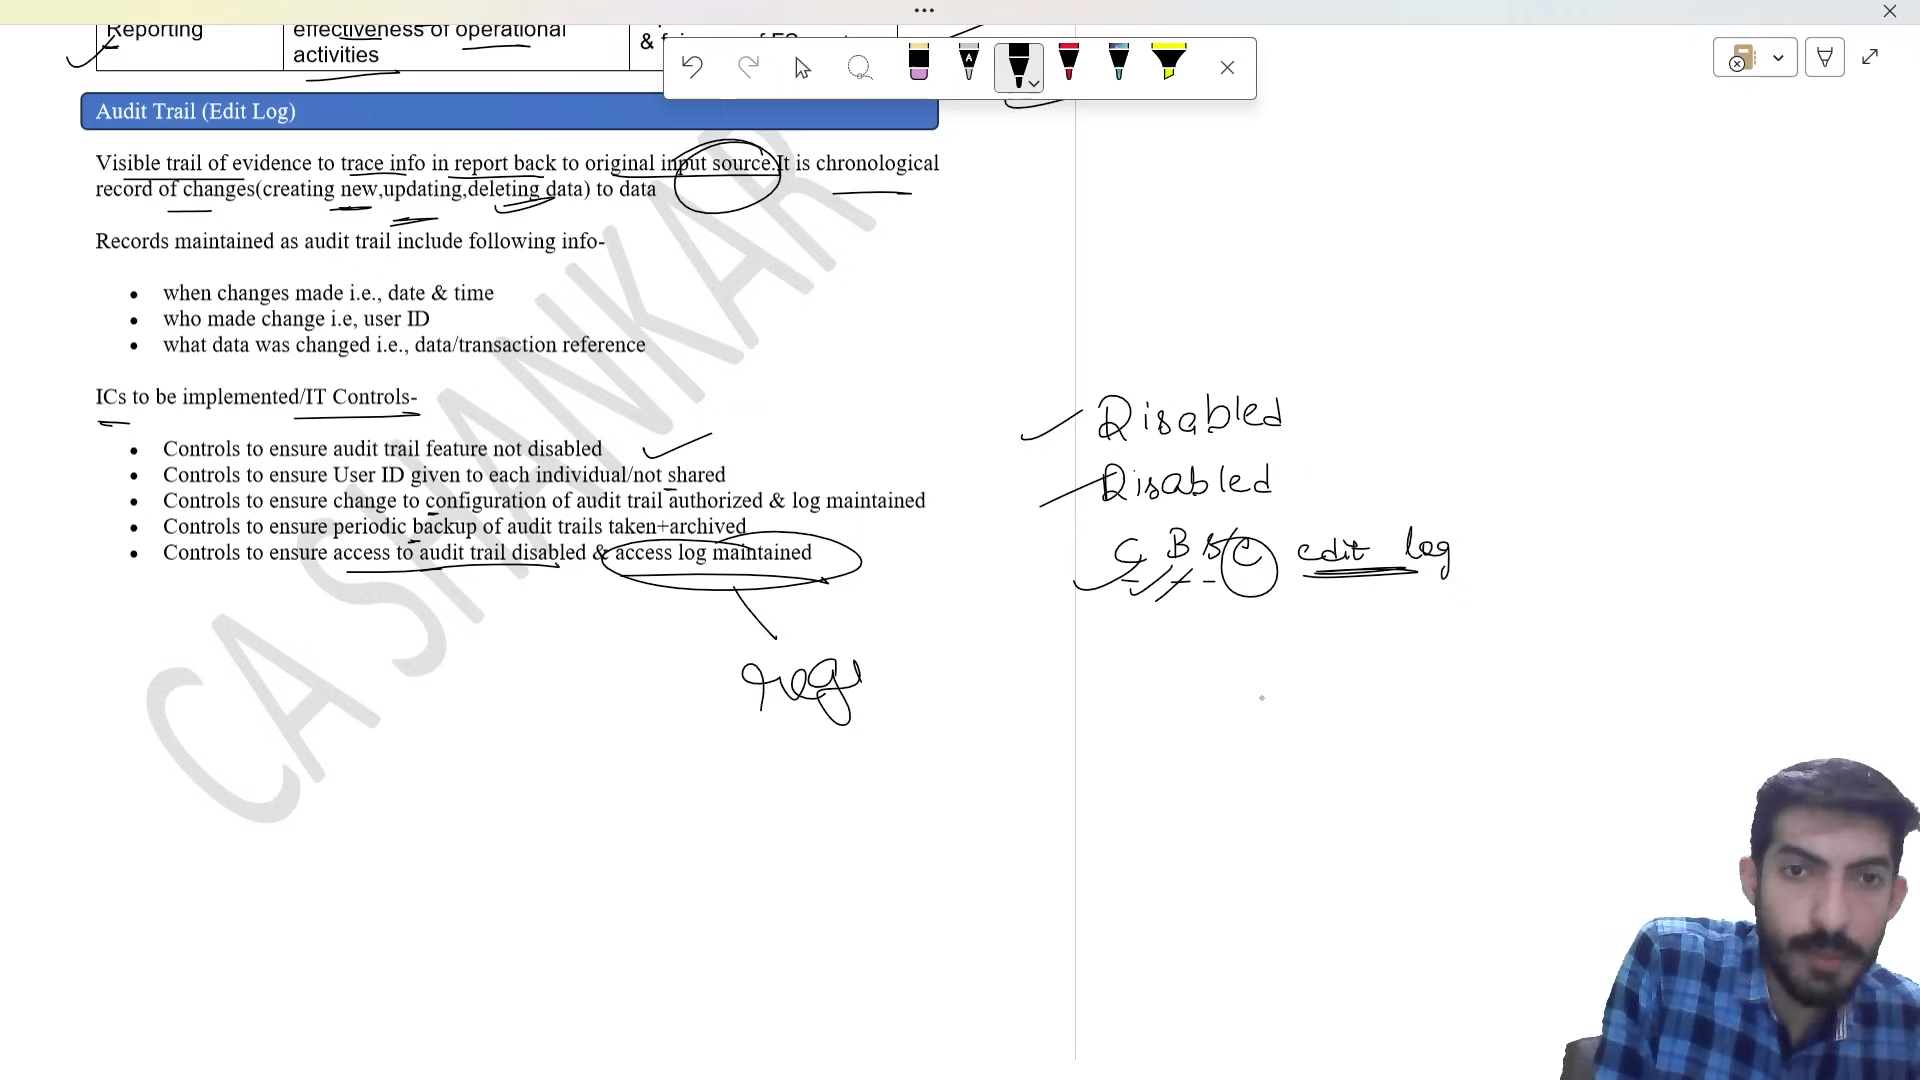 Reporting
effectiveness of operational
activities
&
Audit Trail (Edit Log)
Visible trail of evidence to trace info in report back to original input source.It is chronological
record of changes(creating new,updating,deleting data) to data
Records maintained as audit trail include following info-
• when changes made i.e., date & time
• who made change i.e, user ID
• what data was changed i.e., data/transaction reference
ICs to be implemented/IT Controls-
• Controls to ensure audit trail feature not disabled
• Controls to ensure User ID given to each individual/not shared
• Controls to ensure change to configuration of audit trail authorized & log maintained
• Controls to ensure periodic backup of audit trails taken+archived
• Controls to ensure access to audit trail disabled & access log maintained
Disabled
Disabled
edit log
CA SHANKAR